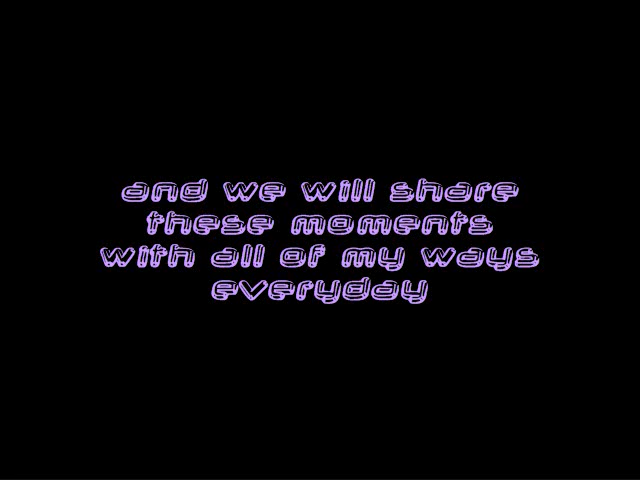 and we will share
these moments
with all of my ways
everyday